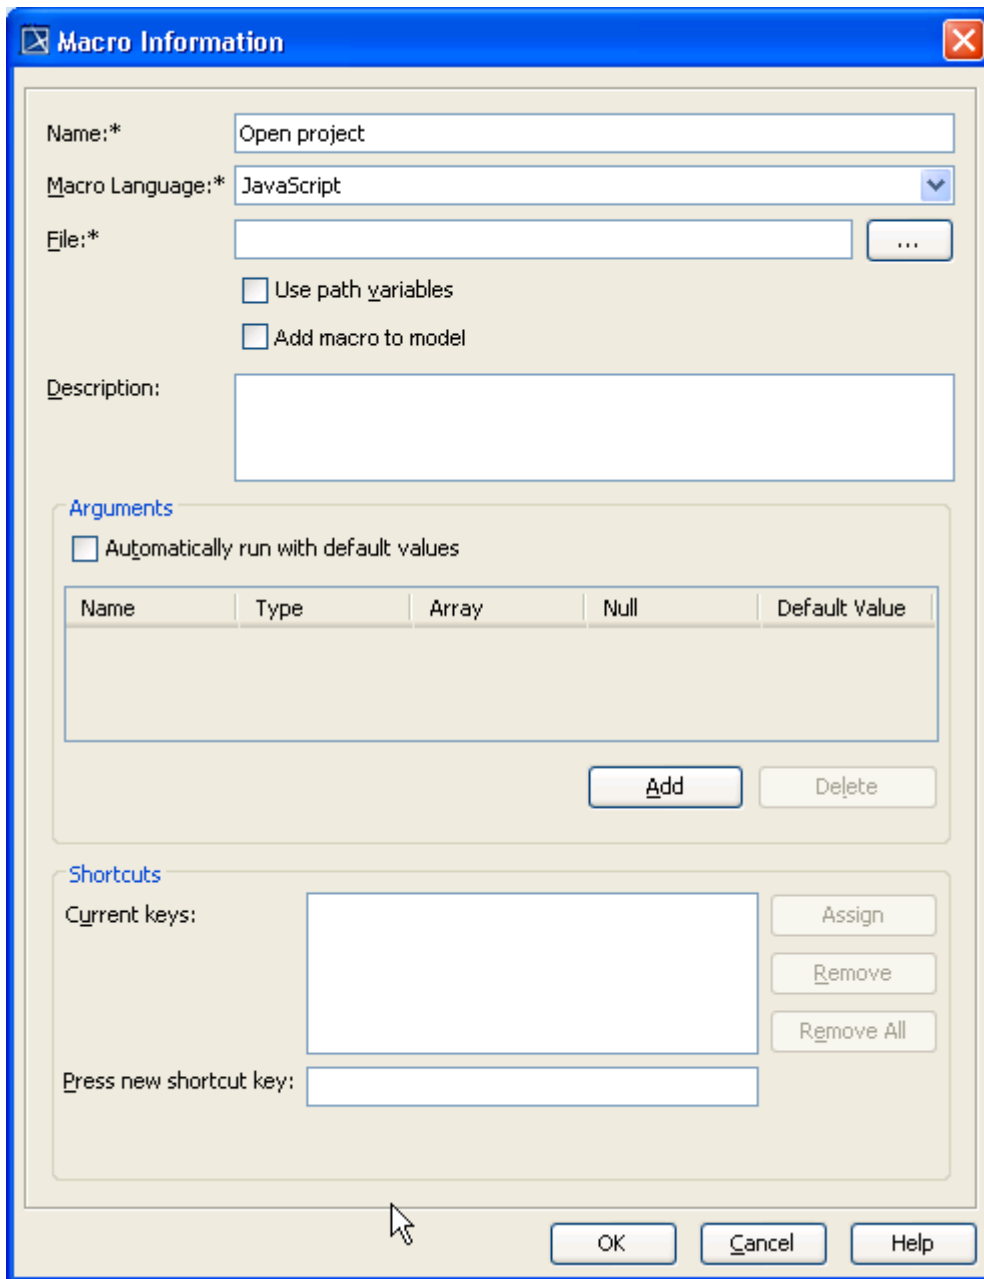 Macro Information
Name:* Open project
Macro Language:* JavaScript
File:* ...
Use path variables
Add macro to model
Description:
Arguments
Automatically run with default values
Name Type Array Null Default Value
Add Delete
Shortcuts
Current keys: Assign
Remove
Remove All
Press new shortcut key:
OK Cancel Help